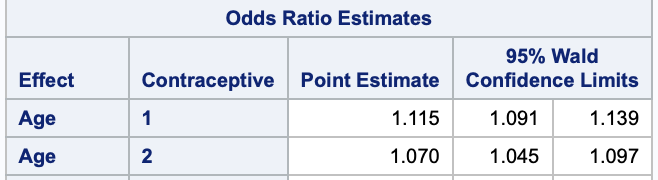 Odds Ratio Estimates
Effect Contraceptive Point Estimate 95% Wald
Confidence Limits
Age 1 1.115 1.091 1.139
Age 2 1.070 1.045 1.097